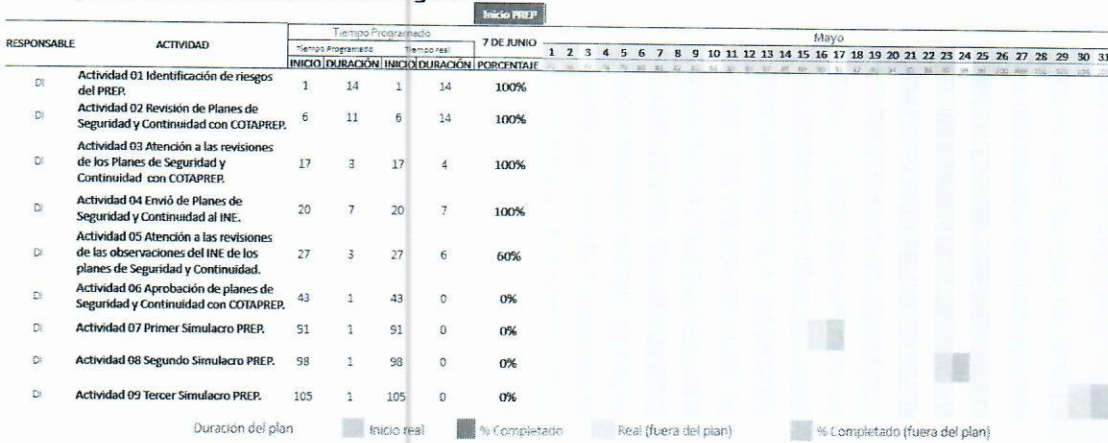 Inicio PREP
Tiempo Programado
7 DE JUNIO
Mayo
RESPONSABLE ACTIVIDAD
Tiempo Programado Tiempo real
1 2 3 4 5 6 7 8 9 10 11 12 13 14 15 16 17 18 19 20 21 22 23 24 25 26 27 28 29 30 31
INICIO DURACIÓN INICIO DURACIÓN PORCENTAJE
DI Actividad 01 Identificación de riesgos del PREP. 1 14 1 14 100%
DI Actividad 02 Revisión de Planes de Seguridad y Continuidad con COTAPREP. 6 11 6 14 100%
DI Actividad 03 Atención a las revisiones de los Planes de Seguridad y Continuidad con COTAPREP. 17 3 17 4 100%
DI Actividad 04 Envió de Planes de Seguridad y Continuidad al INE. 20 7 20 7 100%
DI Actividad 05 Atención a las revisiones de las observaciones del INE de los planes de Seguridad y Continuidad. 27 3 27 6 60%
DI Actividad 06 Aprobación de planes de Seguridad y Continuidad con COTAPREP. 43 1 43 0 0%
DI Actividad 07 Primer Simulacro PREP. 91 1 91 0 0%
DI Actividad 08 Segundo Simulacro PREP. 98 1 98 0 0%
DI Actividad 09 Tercer Simulacro PREP. 105 1 105 0 0%
Duración del plan Inicio real % Completado Real (fuera del plan) % Completado (fuera del plan)